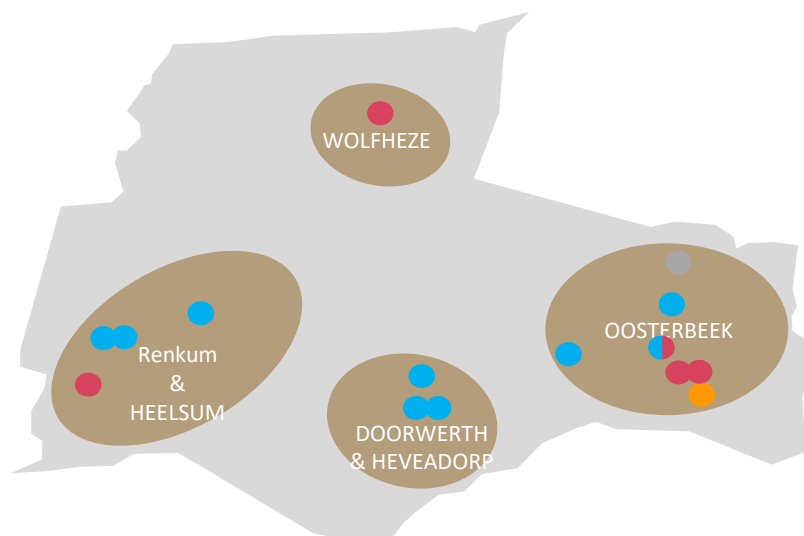 WOLFHEZE
OOSTERBEEK
Renkum
&
HEELSUM
DOORWERTH
& HEVEADORP